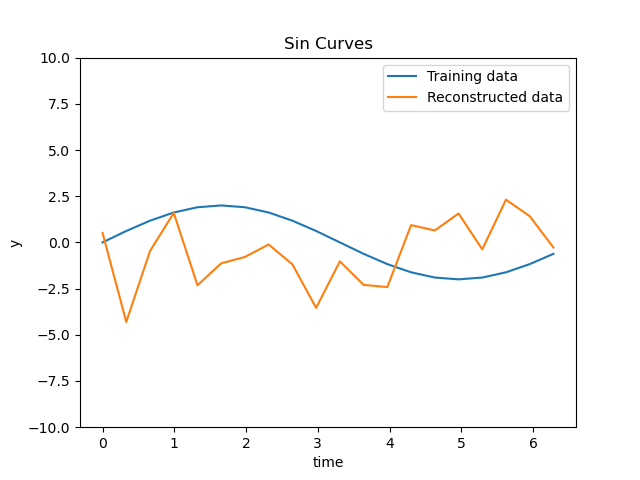 Sin Curves
Training data
Reconstructed data
10.0
7.5
5.0
2.5
0.0
−2.5
−5.0
−7.5
−10.0
y
0 1 2 3 4 5 6
time